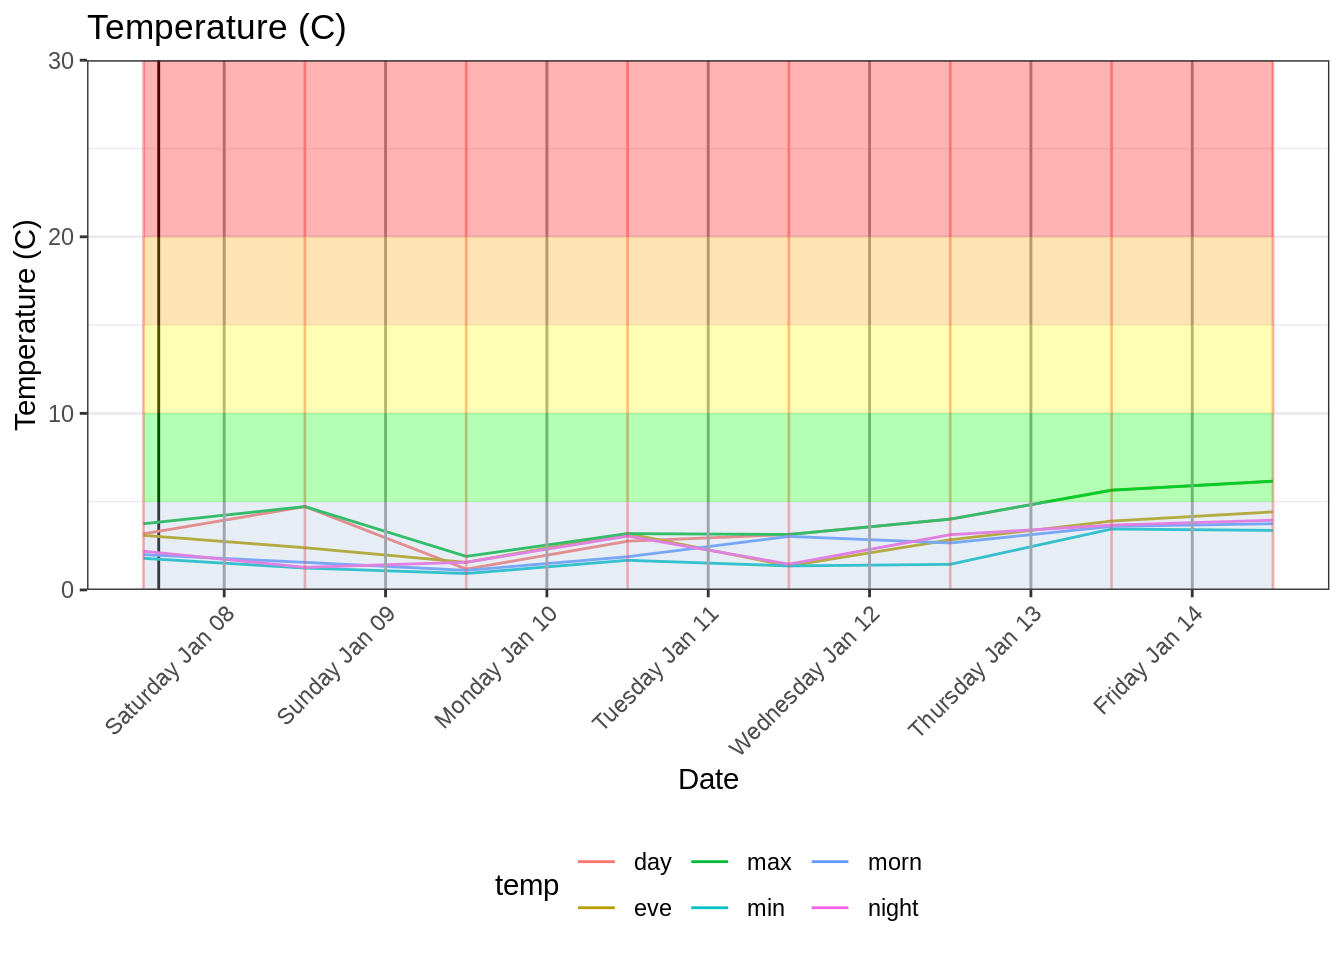 Temperature (C)
Temperature (C)
30
20
10
0
Saturday Jan 08
Sunday Jan 09
Monday Jan 10
Tuesday Jan 11
Wednesday Jan 12
Thursday Jan 13
Friday Jan 14
Date
temp
day
max
morn
eve
min
night